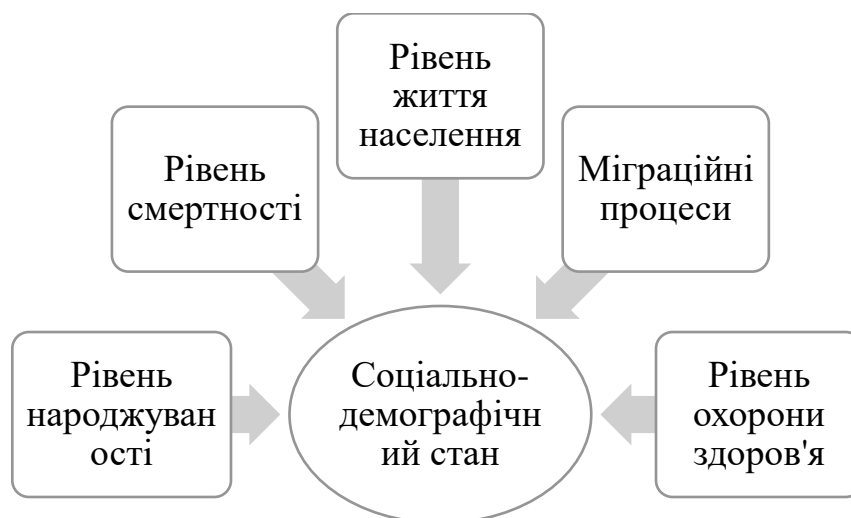 Рівень
життя
населення
Рівень
смертності
Міграційні
процеси
Рівень
народжуван
ості
Соціально-
демографічн
ий стан
Рівень
охорони
здоров'я